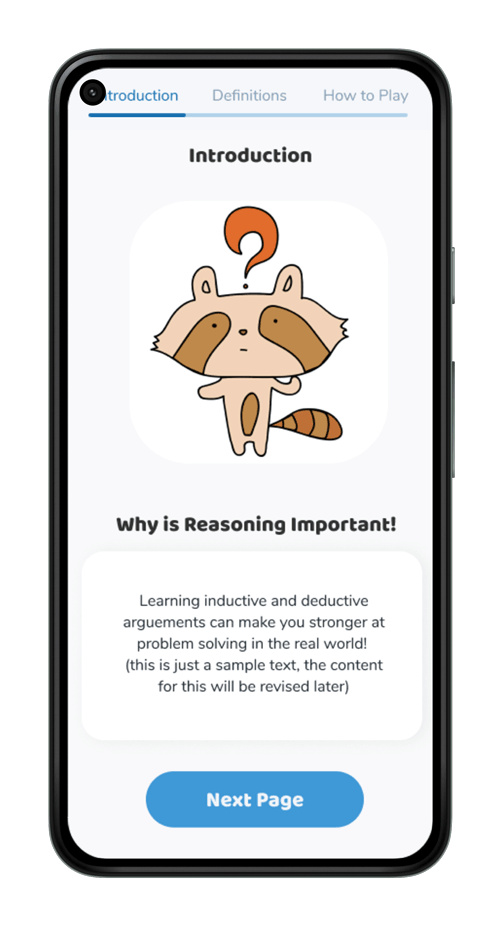 ntroduction Definitions How to Play
Introduction
Why is Reasoning Important!
Learning inductive and deductive
arguements can make you stronger at
problem solving in the real world!
(this is just a sample text, the content
for this will be revised later)
Next Page